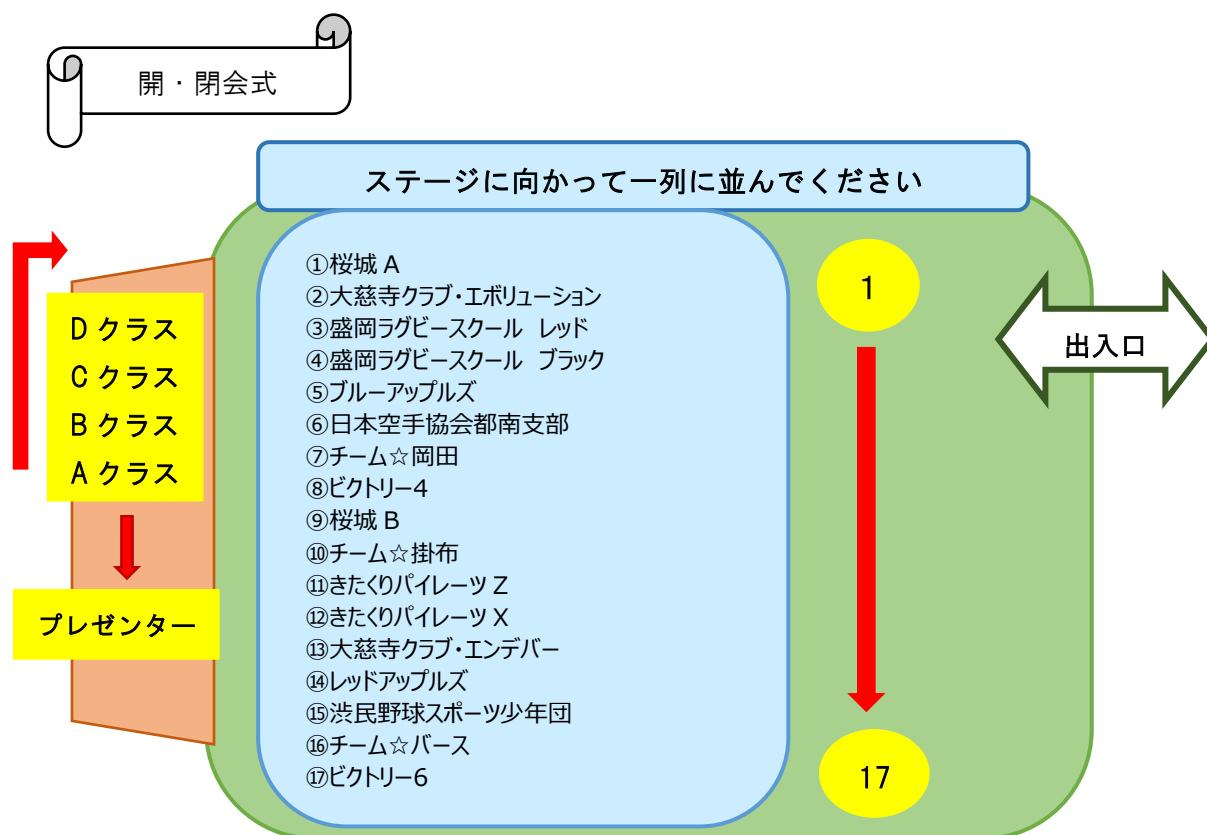 開・閉会式
ステージに向かって一列に並んでください
Dクラス
Cクラス
Bクラス
Aクラス
プレゼンター
①桜城A
②大慈寺クラブ・エボリューション
③盛岡ラグビースクール レッド
④盛岡ラグビースクール ブラック
⑤ブルーアップルズ
⑥日本空手協会都南支部
⑦チーム☆岡田
⑧ビクトリー4
⑨桜城B
⑩チーム☆掛布
⑪きたくりパイレーツZ
⑫きたくりパイレーツX
⑬大慈寺クラブ・エンデバー
⑭レッドアップルズ
⑮渋民野球スポーツ少年団
⑯チーム☆バース
⑰ビクトリー6
1
17
出入口